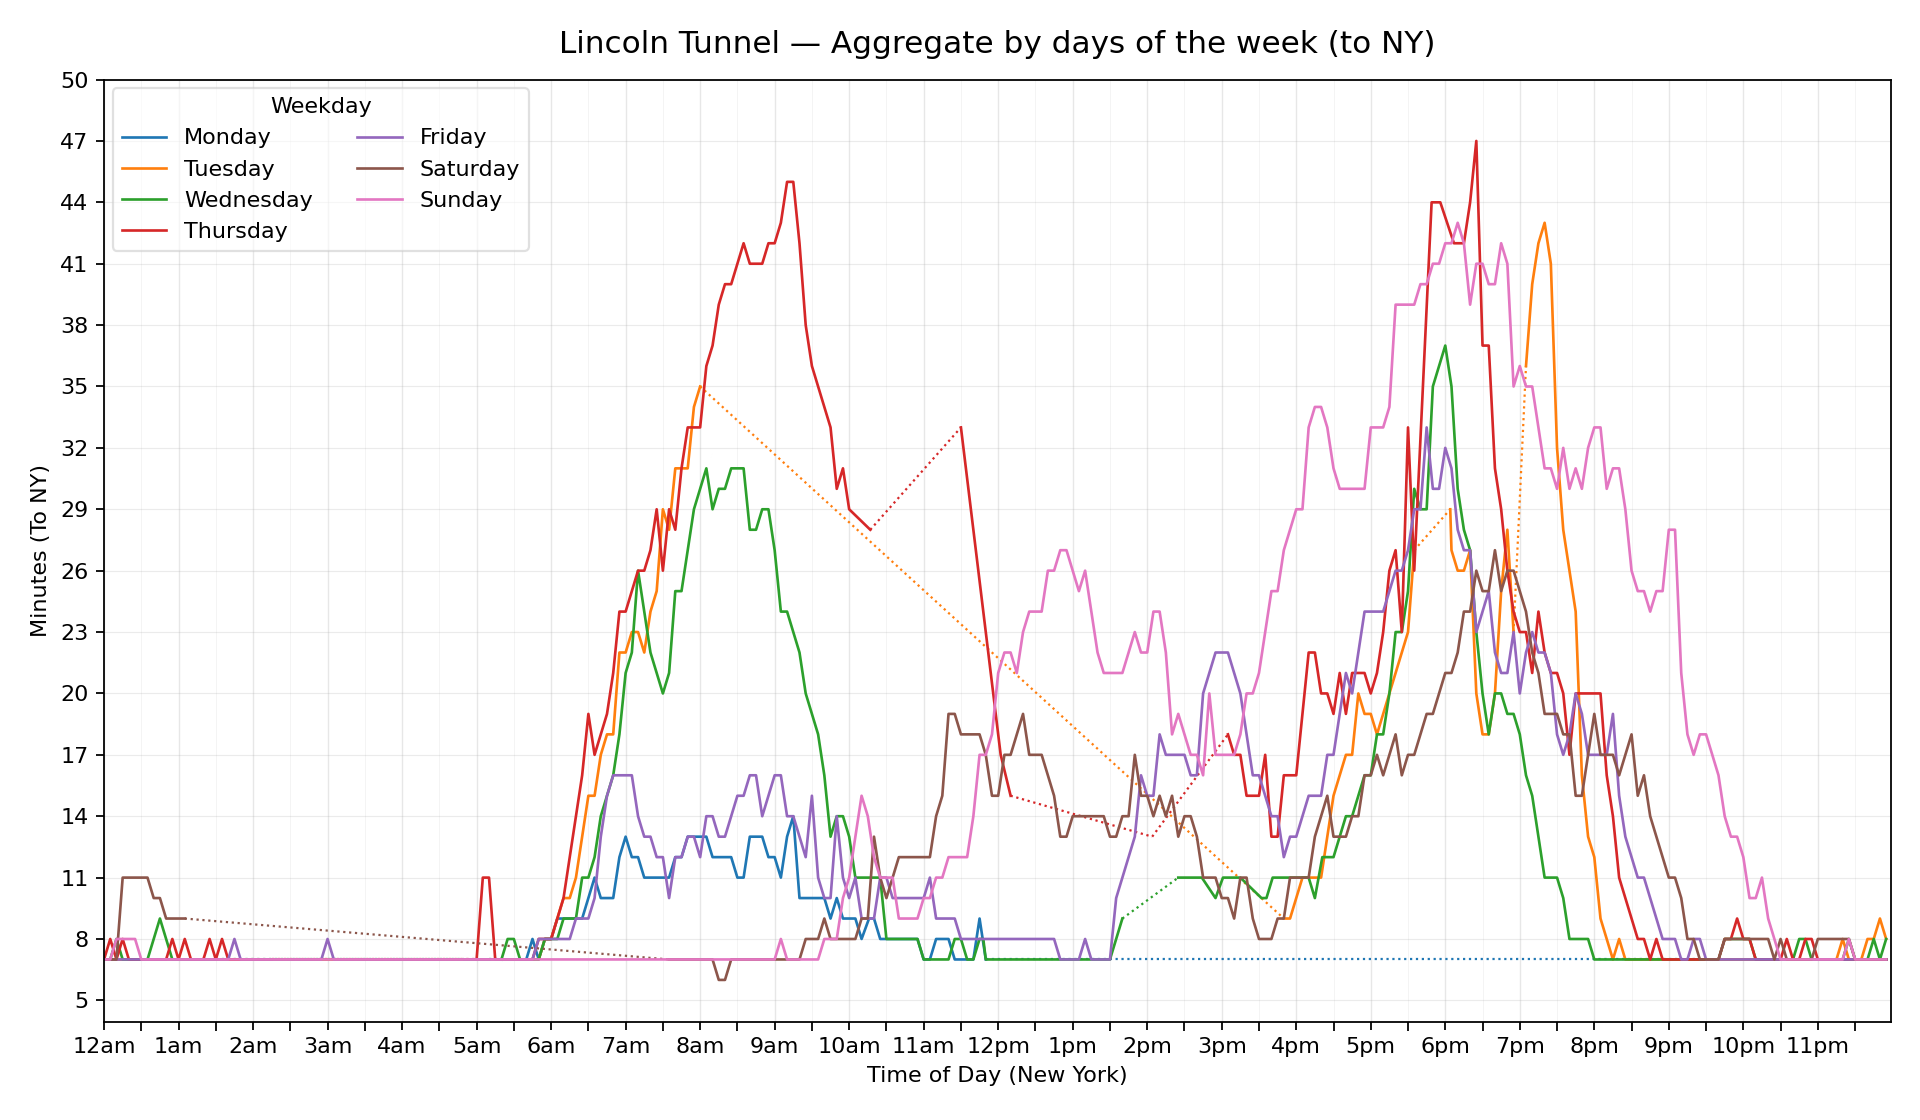 Lincoln Tunnel — Aggregate by days of the week (to NY)
Weekday
Monday
Tuesday
Wednesday
Thursday
Friday
Saturday
Sunday
50
47
44
41
38
35
32
29
26
23
20
17
14
11
8
5
Minutes (To NY)
12am 1am 2am 3am 4am 5am 6am 7am 8am 9am 10am 11am 12pm 1pm 2pm 3pm 4pm 5pm 6pm 7pm 8pm 9pm 10pm 11pm
Time of Day (New York)